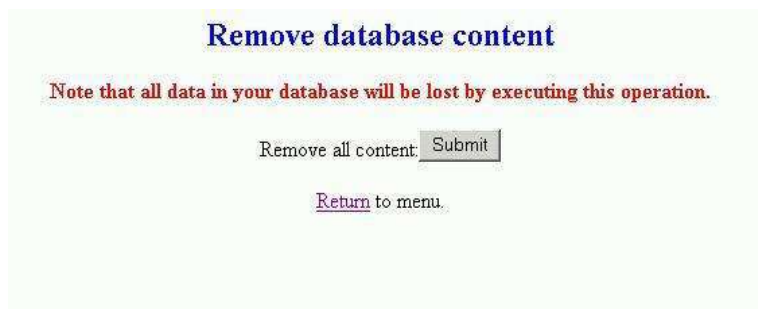 Remove database content
Note that all data in your database will be lost by executing this operation.
Remove all content: Submit
Return to menu.